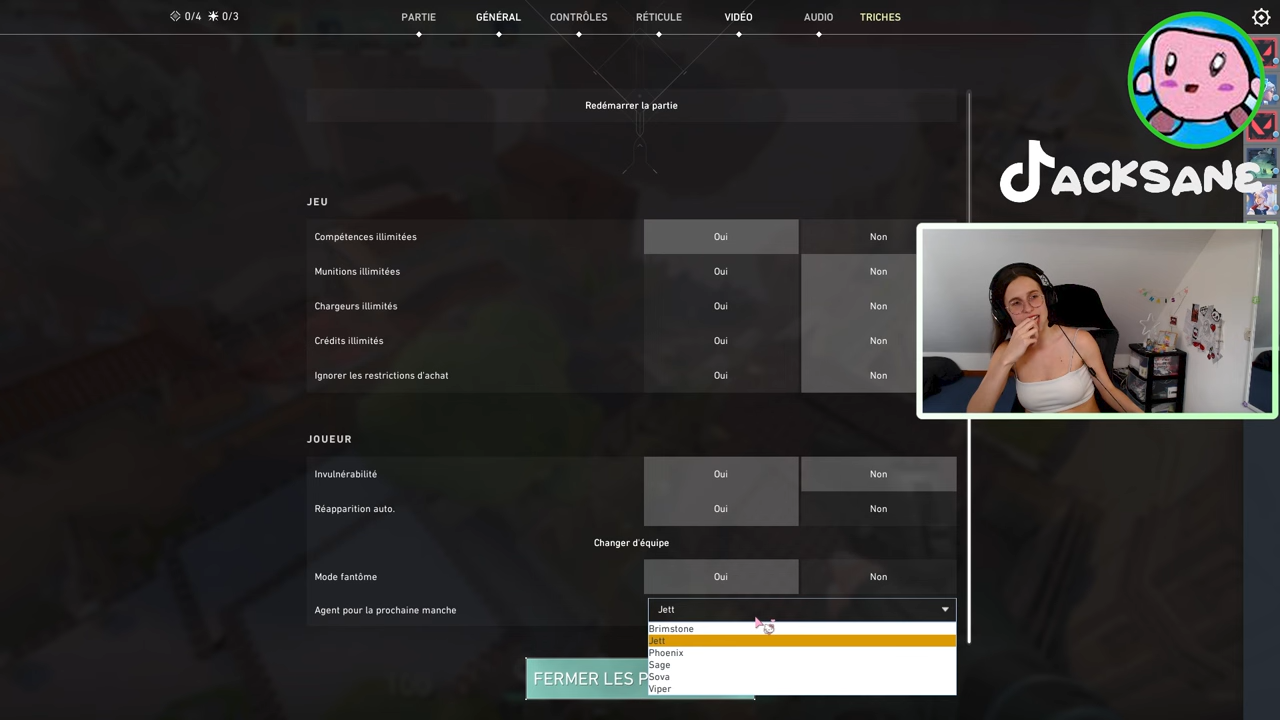 0/4 0/3
PARTIE GÉNÉRAL CONTRÔLES RÉTICULE VIDÉO AUDIO TRICHES
Redémarrer la partie
JACKSANE
JEU
Compétences illimitées Oui Non
Munitions illimitées Oui Non
Chargeurs illimités Oui Non
Crédits illimités Oui Non
Ignorer les restrictions d'achat Oui Non
JOUEUR
Invulnérabilité Oui Non
Réapparition auto. Oui Non
Changer d'équipe
Mode fantôme Oui Non
Agent pour la prochaine manche Jett
Brimstone
Jett
Phoenix
Sage
Sova
Viper
FERMER LES P